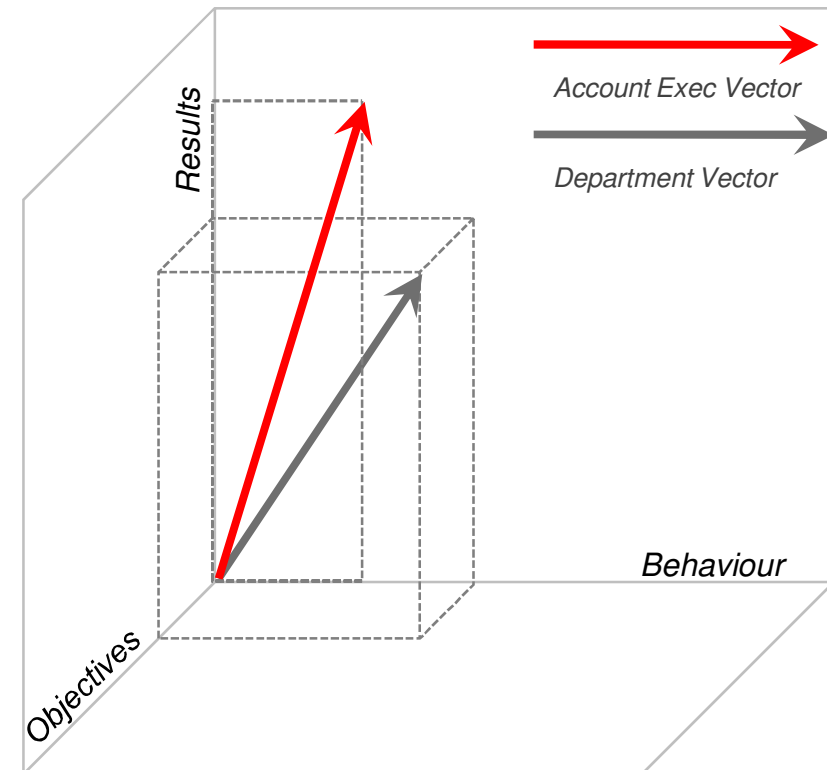 Results
Account Exec Vector
Department Vector
Behaviour
Objectives